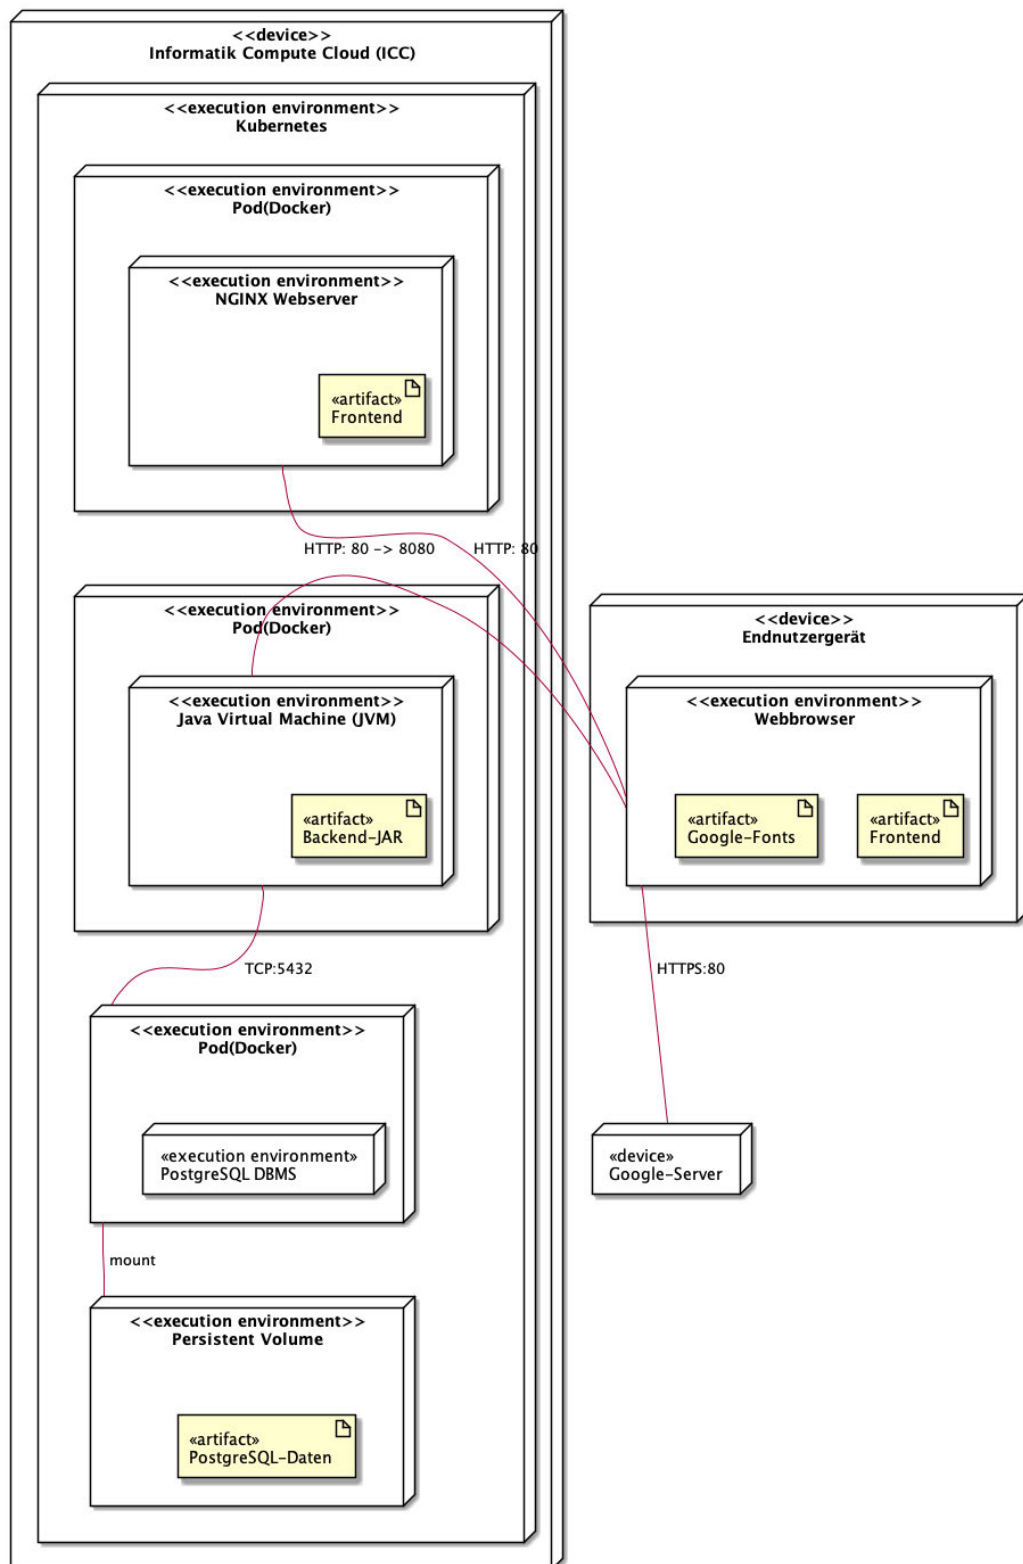 <<device>>
Informatik Compute Cloud (ICC)
<<execution environment>>
Kubernetes
<<execution environment>>
Pod(Docker)
<<execution environment>>
NGINX Webserver
«artifact»
Frontend
HTTP: 80 -> 8080
HTTP: 80
<<execution environment>>
Pod(Docker)
<<execution environment>>
Java Virtual Machine (JVM)
«artifact»
Backend-JAR
<<device>>
Endnutzergerät
<<execution environment>>
Webbrowser
«artifact»
Google-Fonts
«artifact»
Frontend
TCP:5432
HTTPS:80
<<execution environment>>
Pod(Docker)
«execution environment»
PostgreSQL DBMS
«device»
Google-Server
mount
<<execution environment>>
Persistent Volume
«artifact»
PostgreSQL-Daten